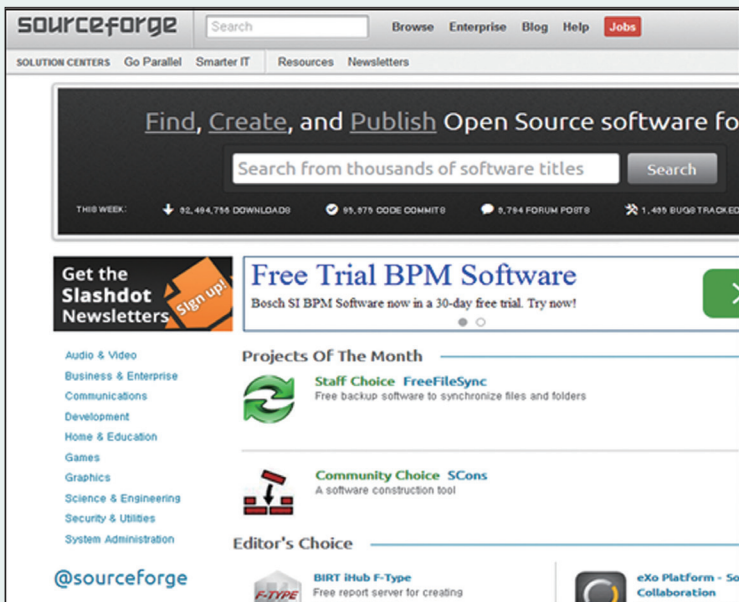 sourceforge
Search
Browse Enterprise Blog Help Jobs
SOLUTION CENTERS Go Parallel Smarter IT Resources Newsletters
Find, Create, and Publish Open Source software fo
Search from thousands of software titles
Search
THIS WEEK: DOWNLOADS CODE COMMITS FORUM POSTS BUGS TRACKED
Get the
Slashdot
Newsletters
Sign up!
Free Trial BPM Software
Bosch SI BPM Software now in a 30-day free trial. Try now!
Audio & Video
Business & Enterprise
Communications
Development
Home & Education
Games
Graphics
Science & Engineering
Security & Utilities
System Administration
@sourceforge
Projects Of The Month
Staff Choice FreeFileSync
Free backup software to synchronize files and folders
Community Choice SCons
A software construction tool
Editor's Choice
F-TYPE
BIRT iHub F-Type
Free report server for creating
eXo Platform - So
Collaboration